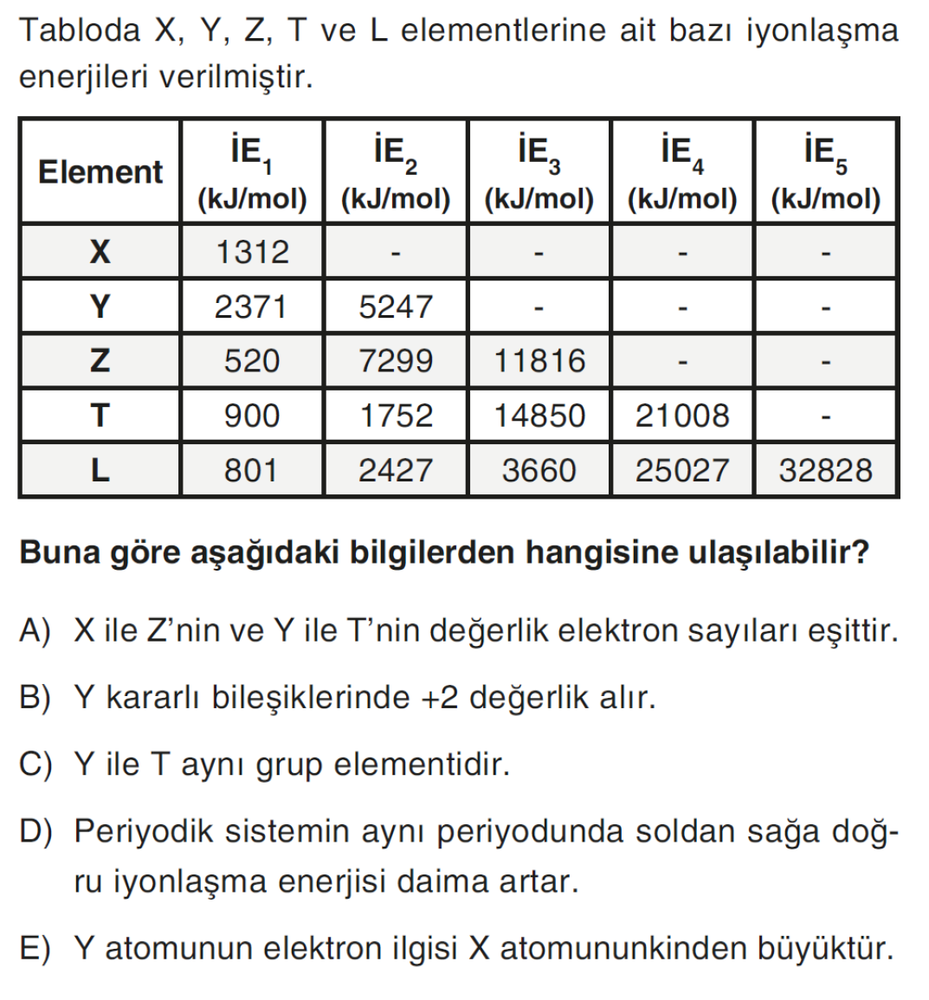 Tabloda X, Y, Z, T ve L elementlerine ait bazı iyonlaşma
enerjileri verilmiştir.
Element İE1 (kJ/mol) İE2 (kJ/mol) İE3 (kJ/mol) İE4 (kJ/mol) İE5 (kJ/mol)
X 1312 - - - -
Y 2371 5247 - - -
Z 520 7299 11816 - -
T 900 1752 14850 21008 -
L 801 2427 3660 25027 32828
Buna göre aşağıdaki bilgilerden hangisine ulaşılabilir?
A) X ile Z’nin ve Y ile T’nin değerlik elektron sayıları eşittir.
B) Y kararlı bileşiklerinde +2 değerlik alır.
C) Y ile T aynı grup elementidir.
D) Periyodik sistemin aynı periyodunda soldan sağa doğ-
ru iyonlaşma enerjisi daima artar.
E) Y atomunun elektron ilgisi X atomununkinden büyüktür.